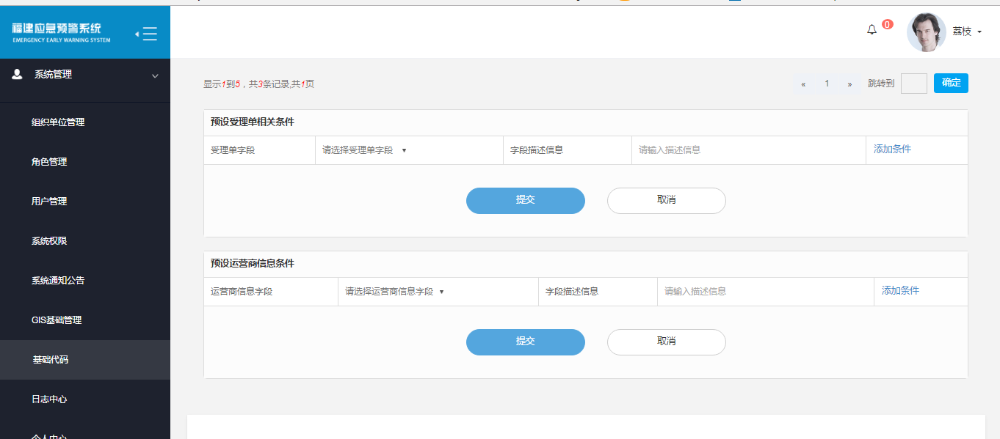 福建应急预警系统
EMERGENCY EARLY WARNING SYSTEM
0
荔枝
系统管理
组织单位管理
角色管理
用户管理
系统权限
系统通知公告
GIS基础管理
基础代码
日志中心
个人中心
显示1到5，共3条记录,共1页
« 1 » 跳转到 确定
预设受理单相关条件
受理单字段 请选择受理单字段 ▼ 字段描述信息 请输入描述信息 添加条件
提交 取消
预设运营商信息条件
运营商信息字段 请选择运营商信息字段 ▼ 字段描述信息 请输入描述信息 添加条件
提交 取消